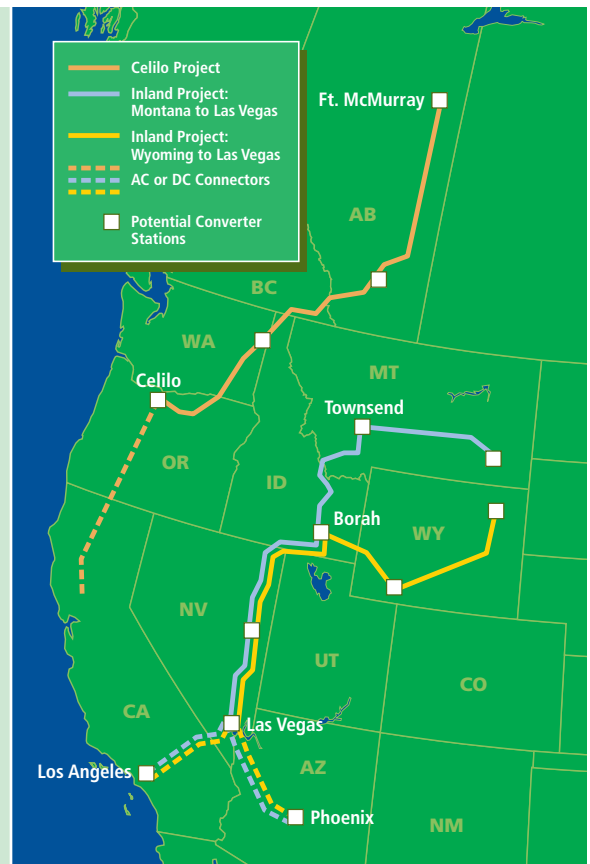 Celilo Project
Inland Project:
Montana to Las Vegas
Inland Project:
Wyoming to Las Vegas
AC or DC Connectors
Potential Converter
Stations
Ft. McMurray
AB
BC
WA
MT
Celilo
Townsend
OR
ID
Borah
WY
NV
UT
CO
CA
Las Vegas
Los Angeles
AZ
Phoenix
NM